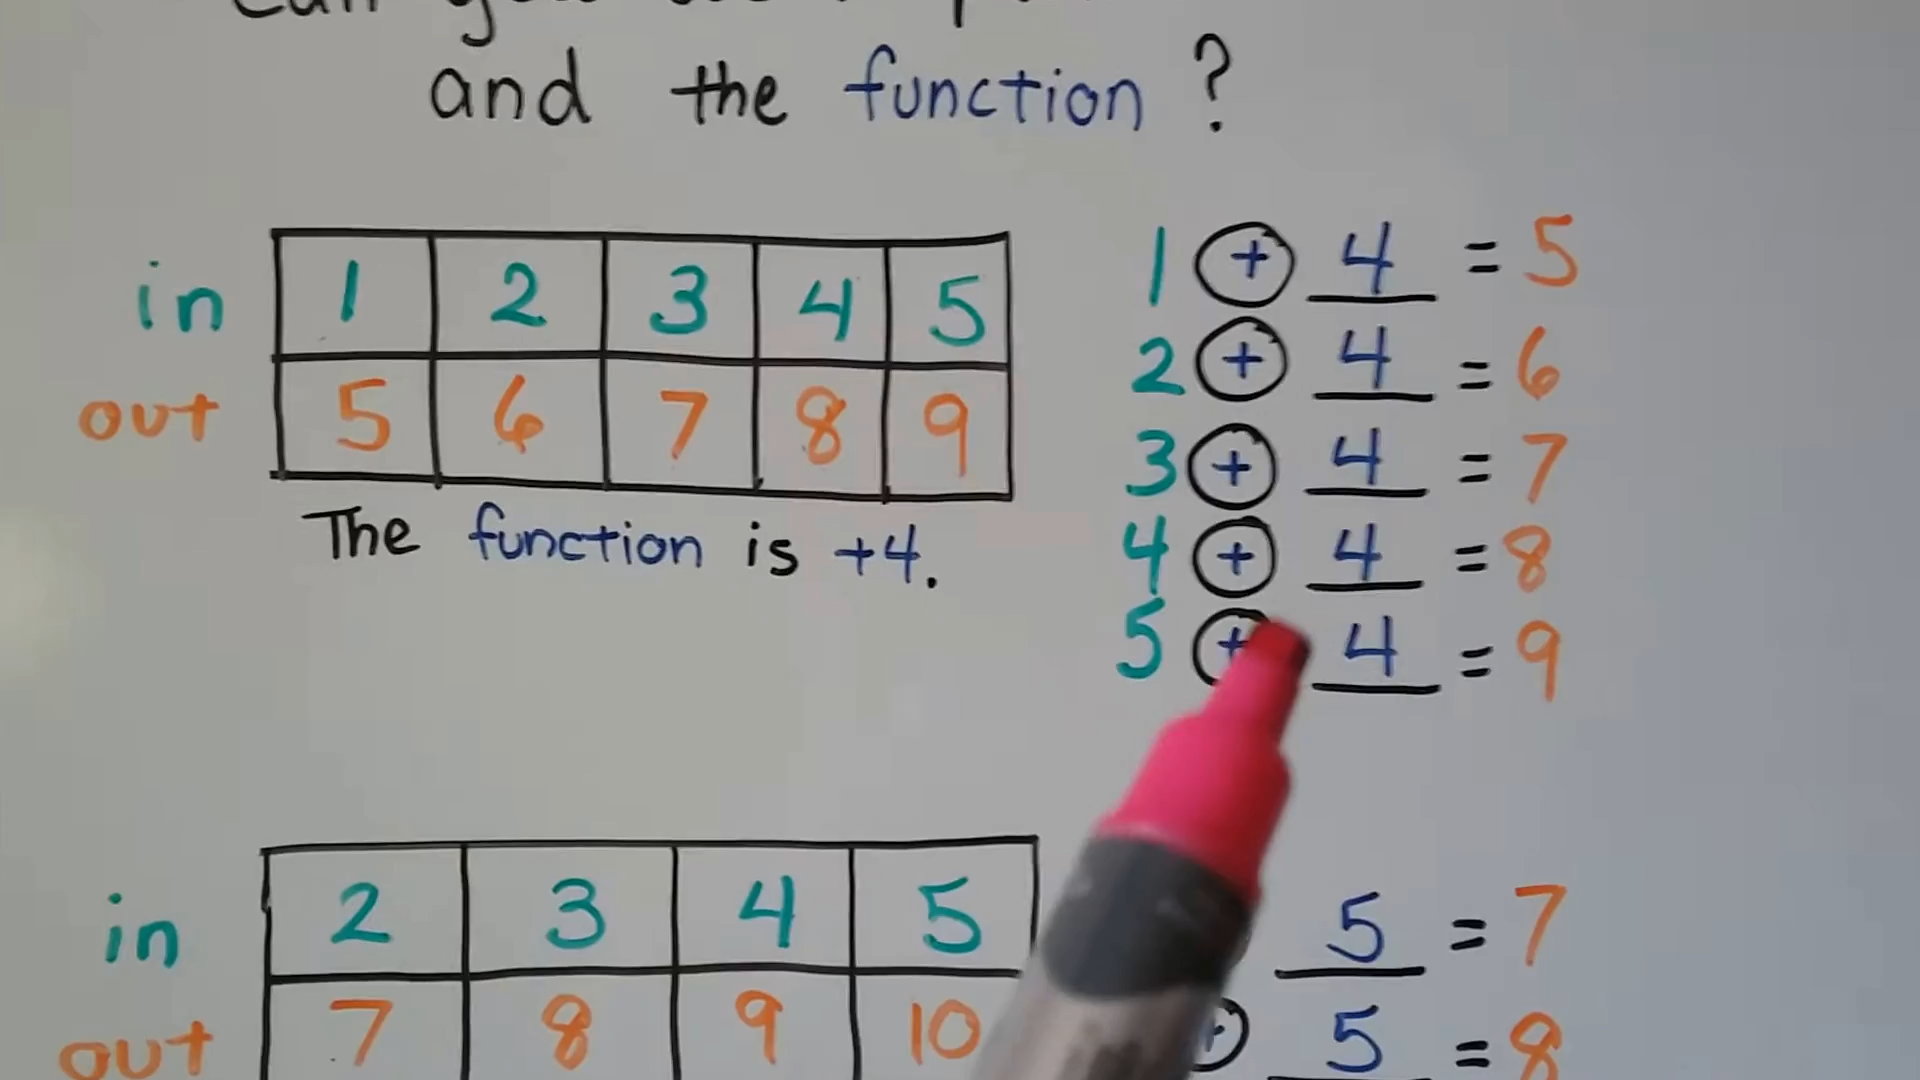 and the function ?
in 1 2 3 4 5
out 5 6 7 8 9
The function is +4.
1 + 4 = 5
2 + 4 = 6
3 + 4 = 7
4 + 4 = 8
5 + 4 = 9
in 2 3 4 5
out 7 8 9 10
5 = 7
+ 5 = 8